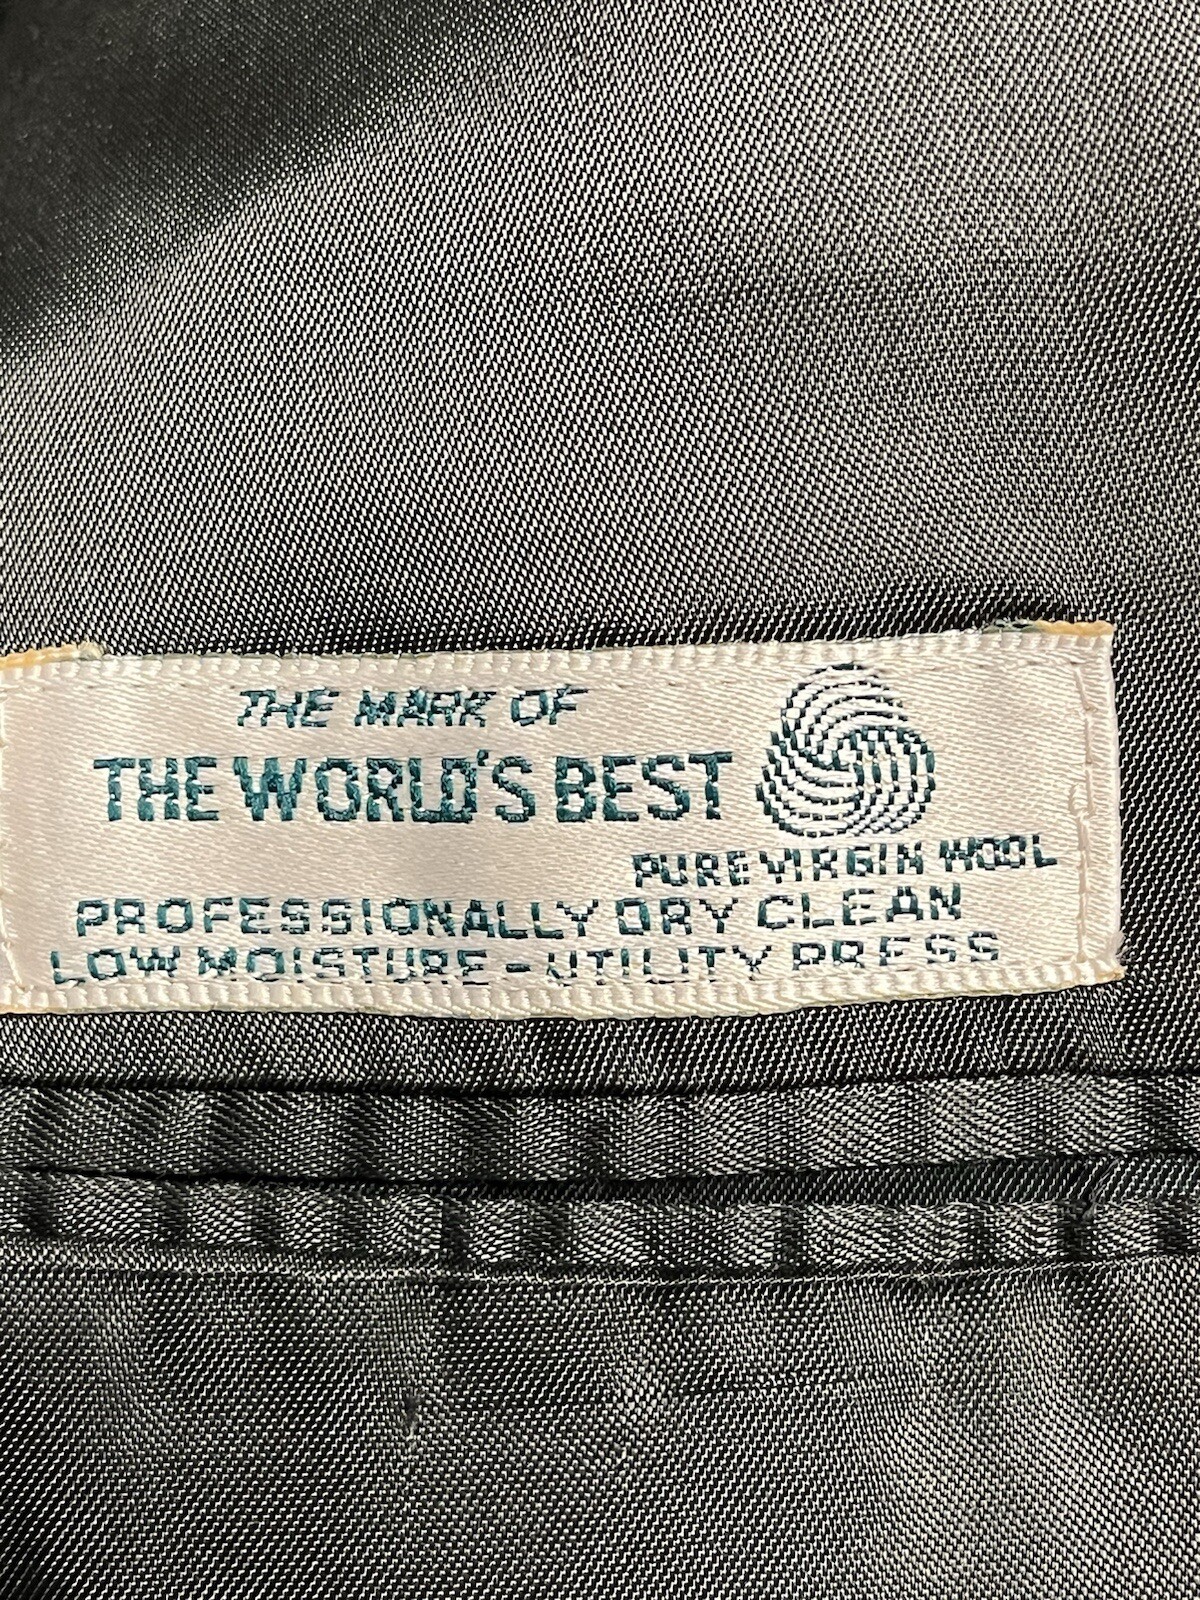 THE MARK OF
THE WORLD'S BEST
PURE VIRGIN WOOL
PROFESSIONALLY DRY CLEAN
LOW MOISTURE - UTILITY PRESS